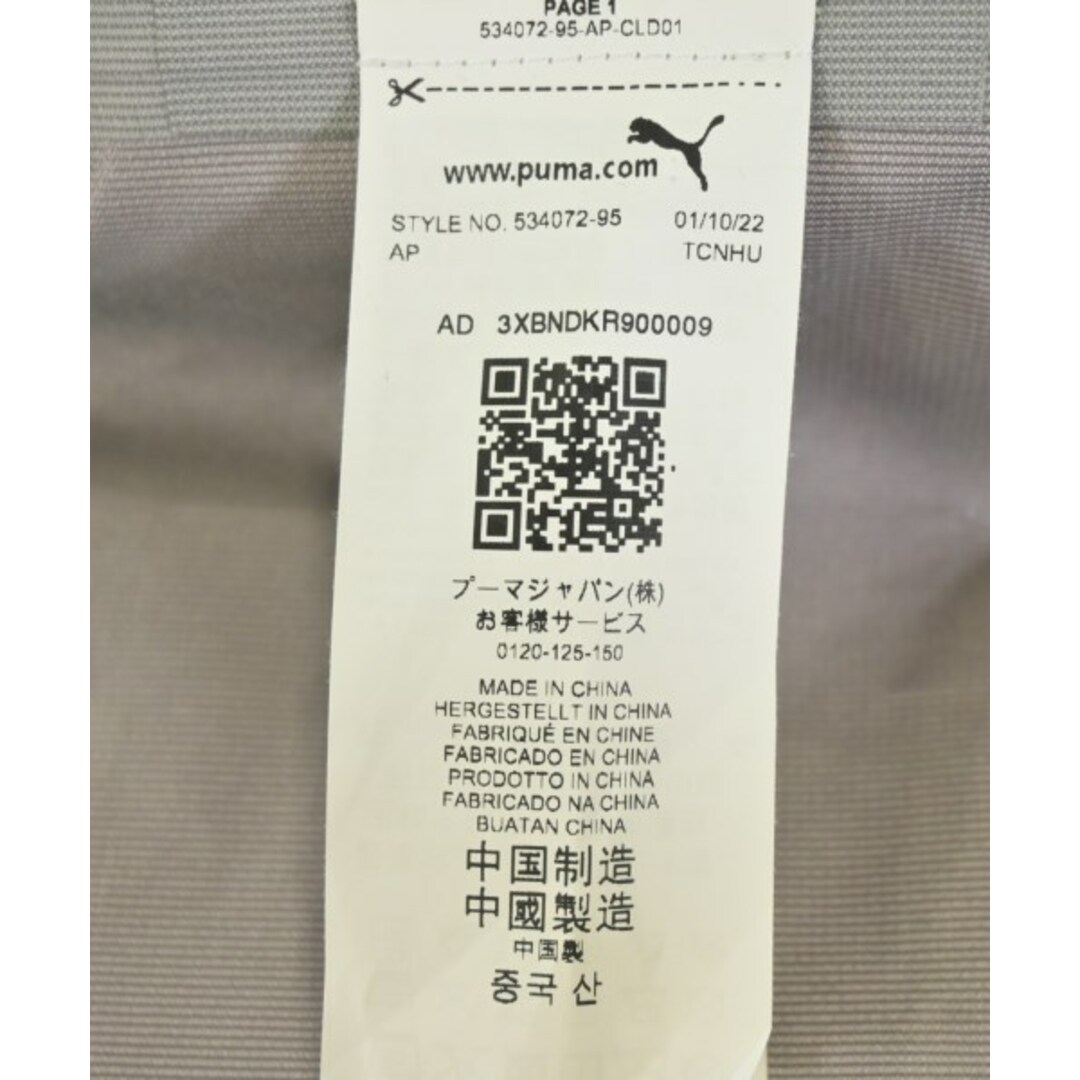 PAGE 1
534072-95-AP-CLD01
www.puma.com
STYLE NO. 534072-95 01/10/22
AP TCNHU
AD 3XBNDKR900009
プーマジャパン(株)
お客様サービス
0120-125-150
MADE IN CHINA
HERGESTELLT IN CHINA
FABRIQUÉ EN CHINE
FABRICADO EN CHINA
PRODOTTO IN CHINA
FABRICADO NA CHINA
BUATAN CHINA
中国制造
中國製造
中国製
중국 산